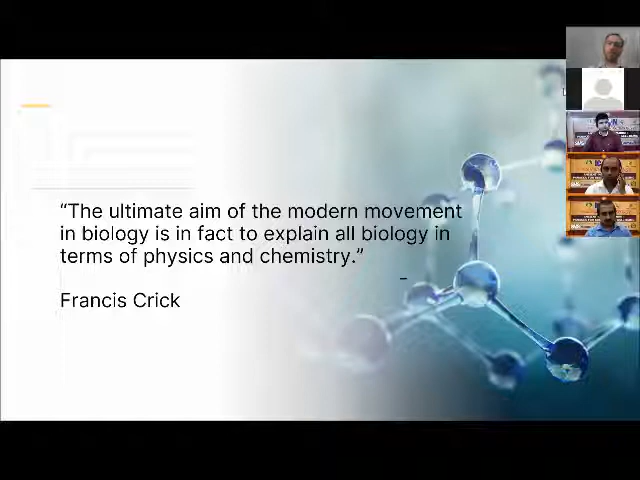 “The ultimate aim of the modern movement
in biology is in fact to explain all biology in
terms of physics and chemistry.”
Francis Crick